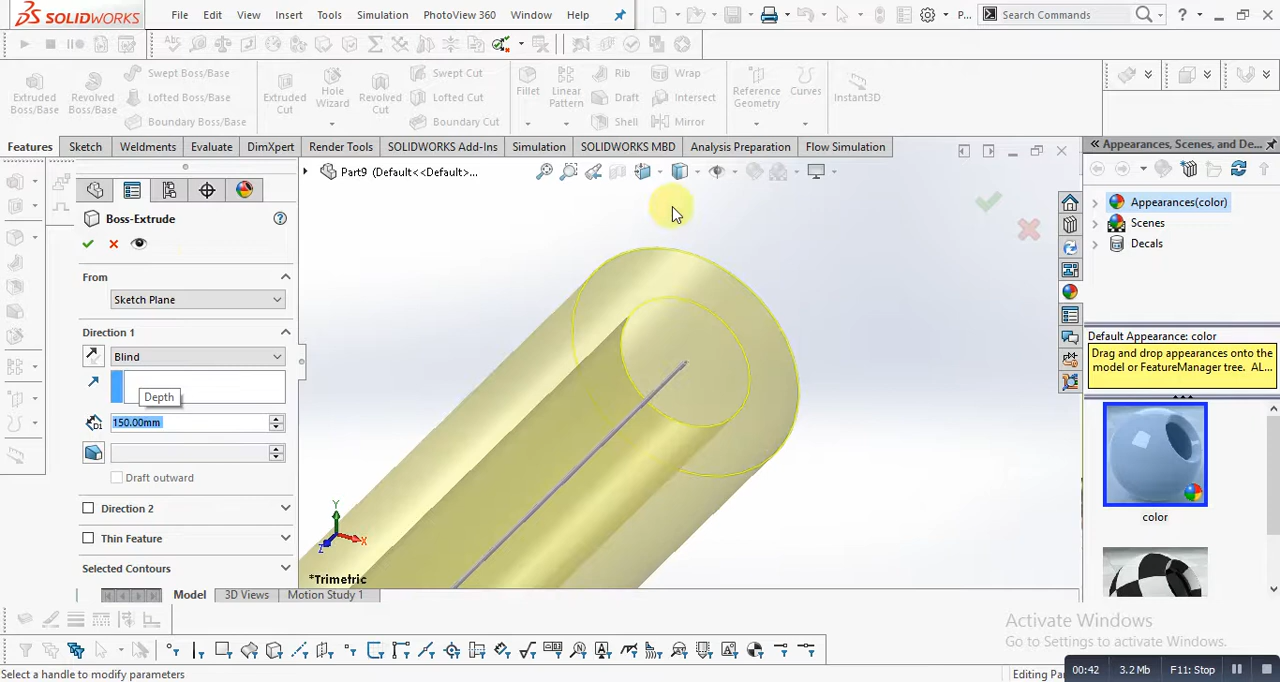 SOLIDWORKS File Edit View Insert Tools Simulation PhotoView 360 Window Help P... Search Commands
Extruded Boss/Base
Revolved Boss/Base
Swept Boss/Base
Lofted Boss/Base
Boundary Boss/Base
Extruded Cut
Hole Wizard
Revolved Cut
Swept Cut
Lofted Cut
Boundary Cut
Fillet
Linear Pattern
Rib
Draft
Shell
Wrap
Intersect
Mirror
Reference Geometry
Curves
Instant3D
Features Sketch Weldments Evaluate DimXpert Render Tools SOLIDWORKS Add-Ins Simulation SOLIDWORKS MBD Analysis Preparation Flow Simulation
Part9 (Default <<Default>...
Boss-Extrude
From
Sketch Plane
Direction 1
Blind
Depth
150.00mm
Draft outward
Direction 2
Thin Feature
Selected Contours
Y
X
Z
*Trimetric
Model 3D Views Motion Study 1
Appearances, Scenes, and De...
Appearances(color)
Scenes
Decals
Default Appearance: color
Drag and drop appearances onto the
model or FeatureManager tree. AL...
color
Activate Windows
Go to Settings to activate Windows.
Select a handle to modify parameters
Editing Pa
00:42 3.2 Mb F11: Stop